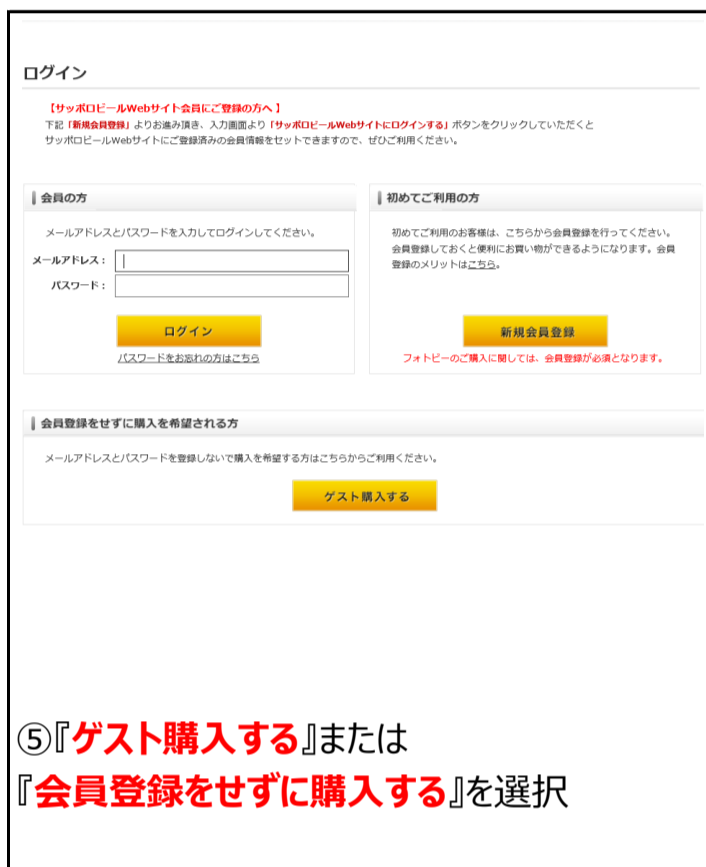 ログイン
【サッポロビールWebサイト会員にご登録の方へ 】
下記「新規会員登録」よりお進み頂き、入力画面より「サッポロビールWebサイトにログインする」ボタンをクリックしていただくと
サッポロビールWebサイトにご登録済みの会員情報をセットできますので、ぜひご利用ください。
会員の方
メールアドレスとパスワードを入力してログインしてください。
メールアドレス：
パスワード：
ログイン
パスワードをお忘れの方はこちら
初めてご利用の方
初めてご利用のお客様は、こちらから会員登録を行ってください。
会員登録しておくと便利にお買い物ができるようになります。会員
登録のメリットはこちら。
新規会員登録
フォトビーのご購入に関しては、会員登録が必須となります。
会員登録をせずに購入を希望される方
メールアドレスとパスワードを登録しないで購入を希望する方はこちらからご利用ください。
ゲスト購入する
⑤『ゲスト購入する』または
『会員登録をせずに購入する』を選択